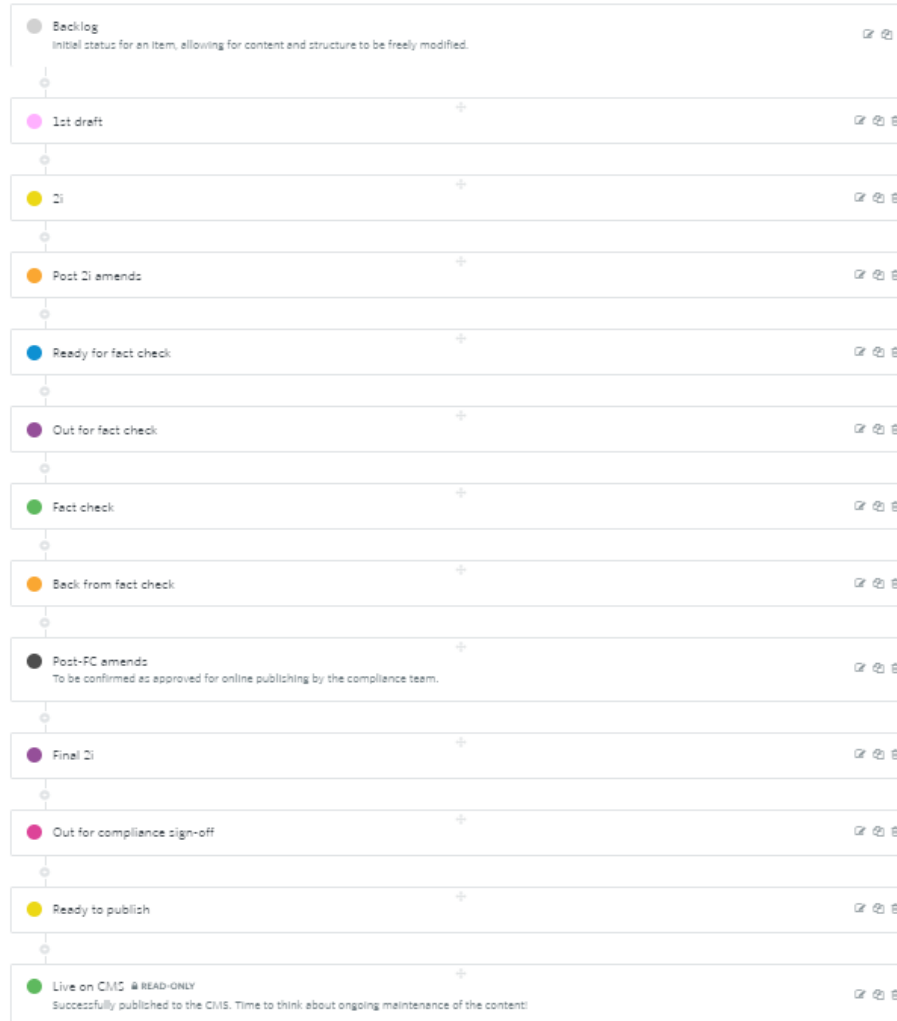 Backlog
Initial status for an item, allowing for content and structure to be freely modified.
1st draft
2i
Post 2i amends
Ready for fact check
Out for fact check
Fact check
Back from fact check
Post-FC amends
To be confirmed as approved for online publishing by the compliance team.
Final 2i
Out for compliance sign-off
Ready to publish
Live on CMS READ-ONLY
Successfully published to the CMS. Time to think about ongoing maintenance of the content!